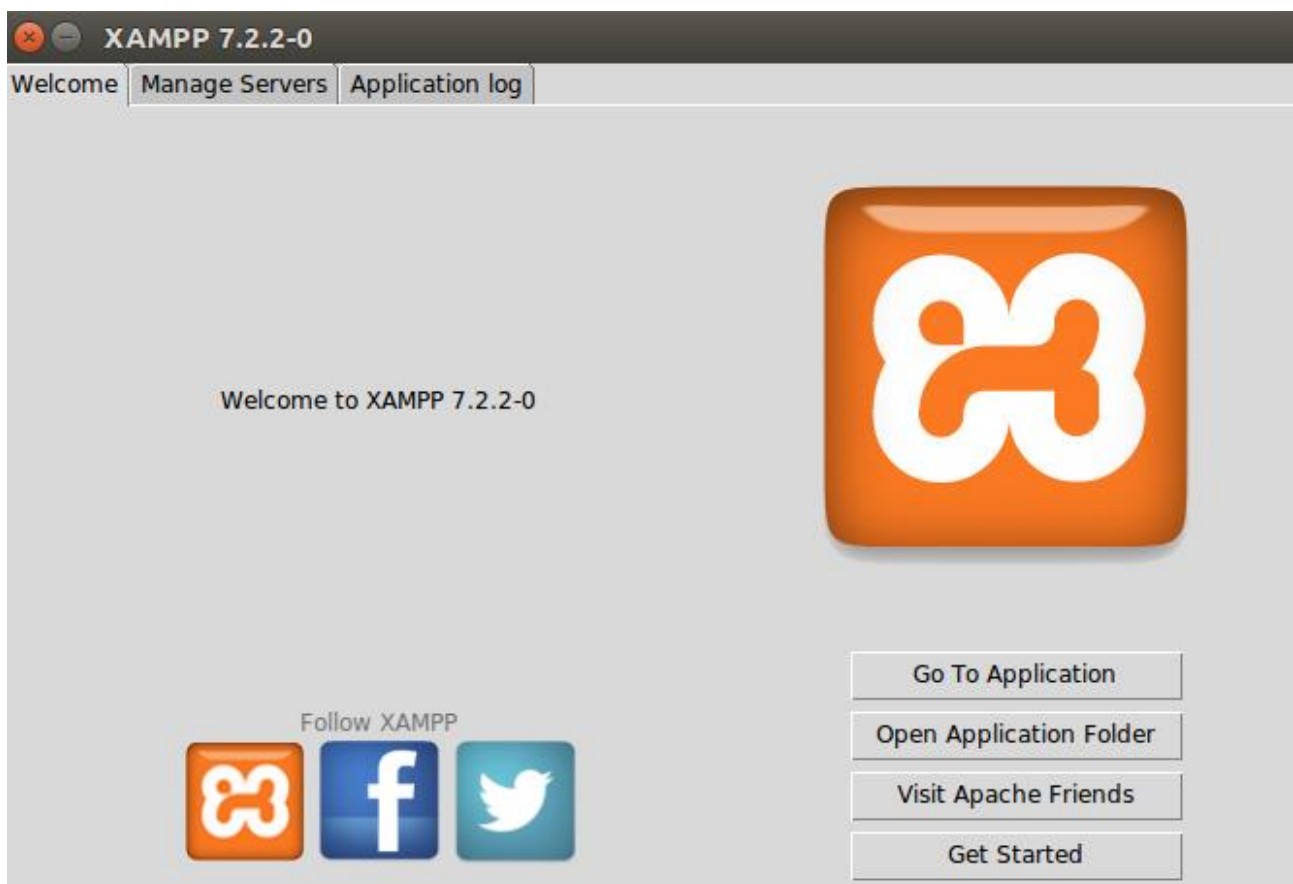 XAMPP 7.2.2-0
Welcome Manage Servers Application log
Welcome to XAMPP 7.2.2-0
Follow XAMPP
Go To Application
Open Application Folder
Visit Apache Friends
Get Started